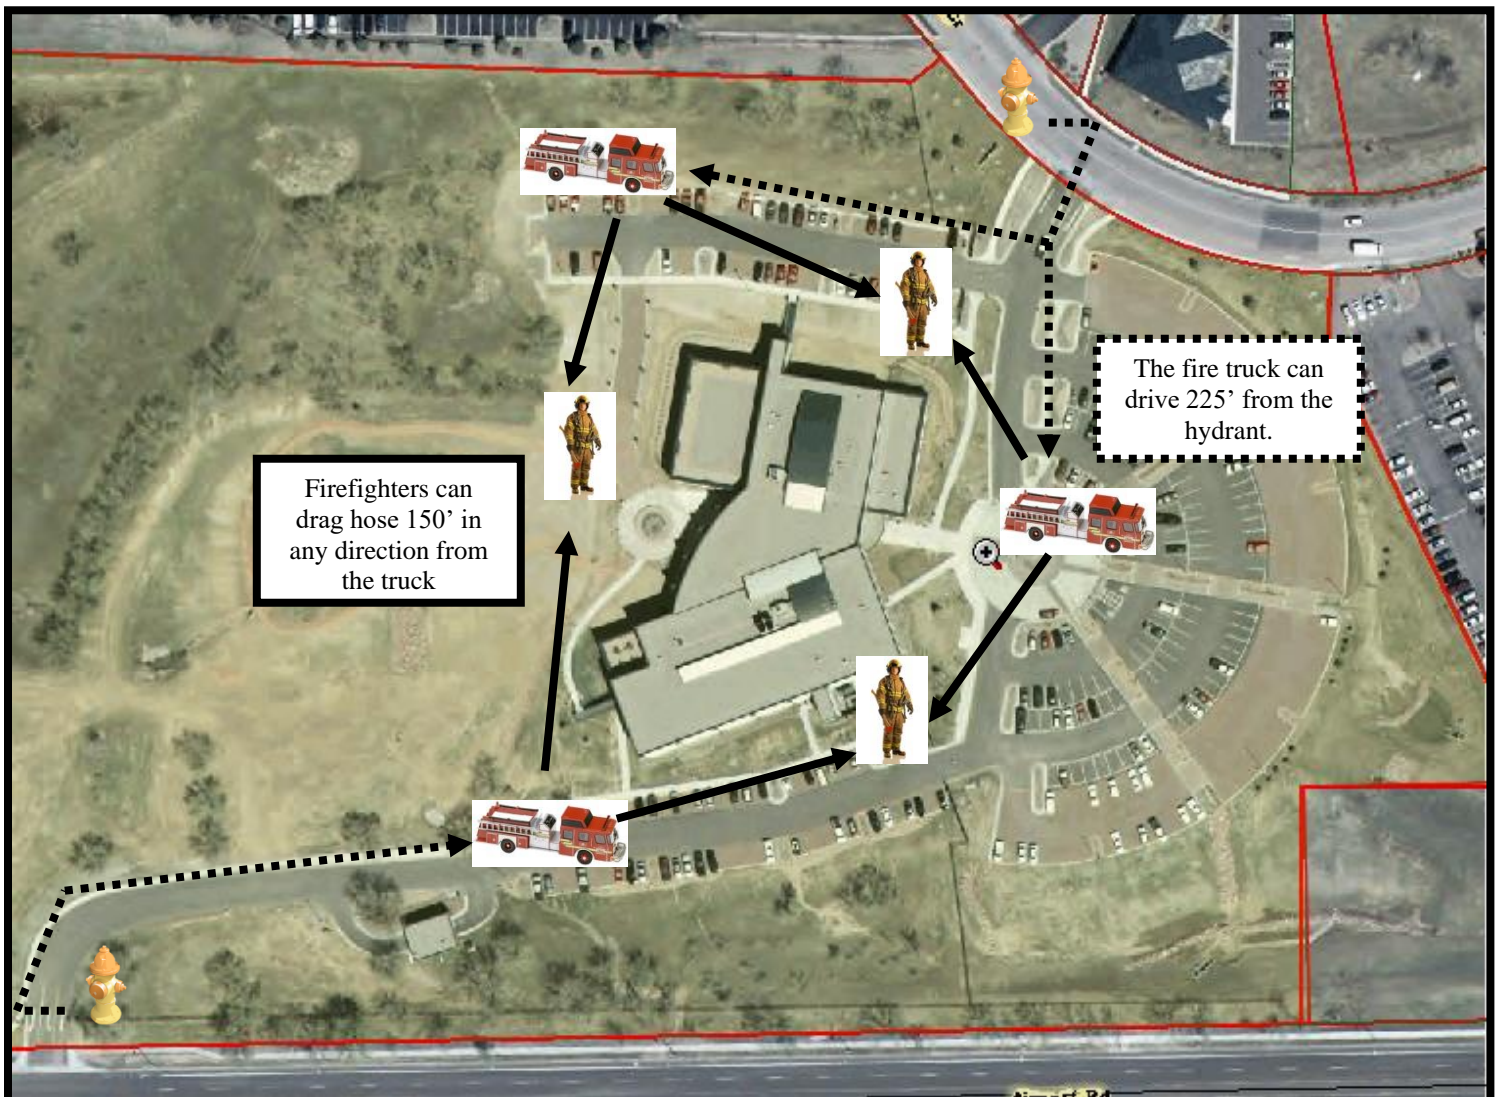 The fire truck can
drive 225’ from the
hydrant.
Firefighters can
drag hose 150’ in
any direction from
the truck